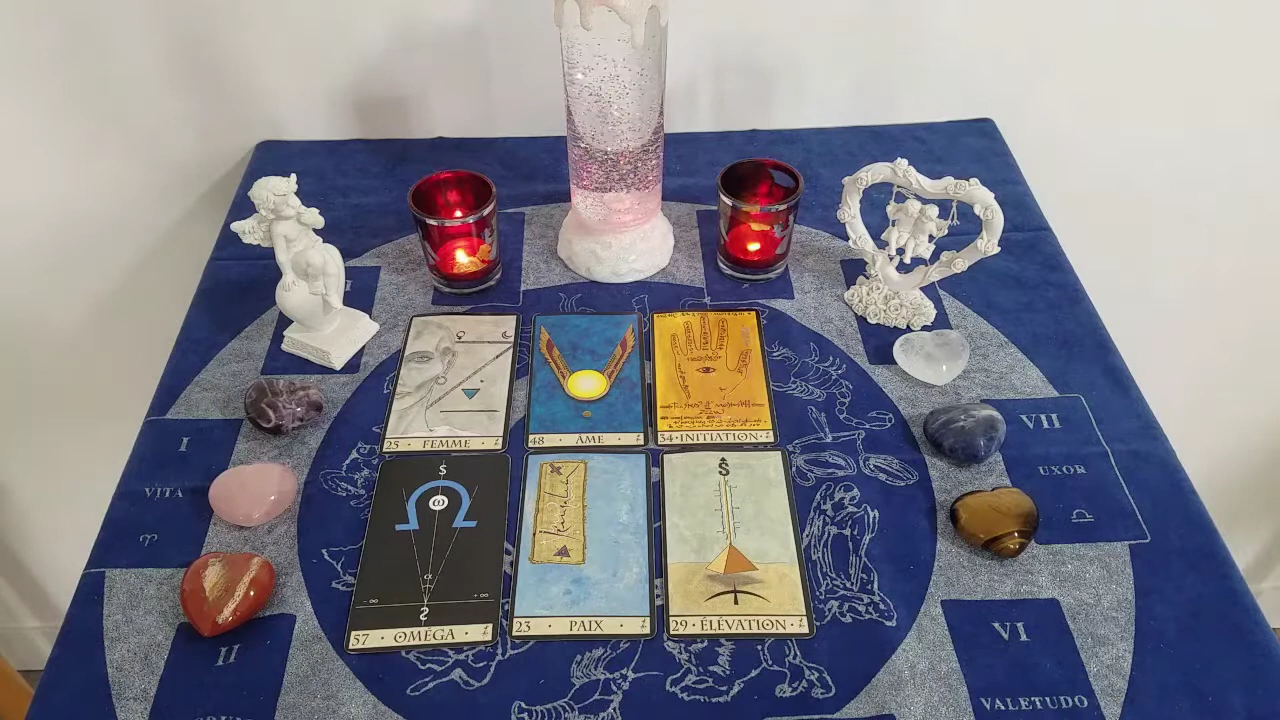 25 · FEMME ·
48 · ÂME ·
34 · INITIATION ·
$
ω
α
-∞ +∞
57 · OMÉGA ·
23 · PAIX ·
29 · ÉLÉVATION ·
I
VITA
II
VII
UXOR
VI
VALETUDO